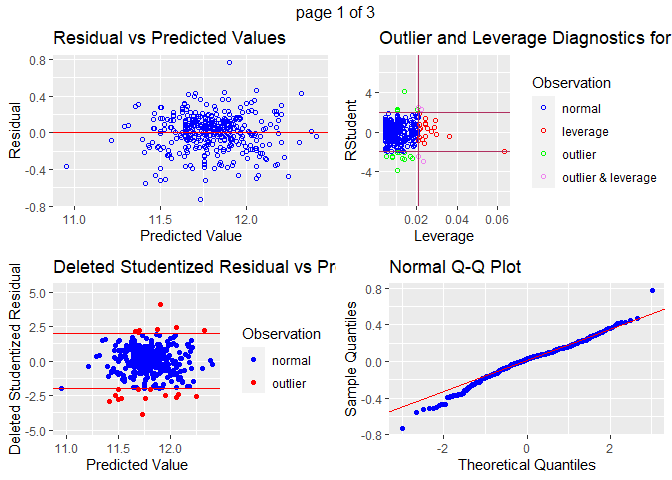 page 1 of 3
Residual vs Predicted Values
Residual
0.8
0.4
0.0
-0.4
-0.8
11.0 11.5 12.0
Predicted Value
Outlier and Leverage Diagnostics for
RStudent
4
0
-4
0.02 0.04 0.06
Leverage
Observation
normal
leverage
outlier
outlier & leverage
Deleted Studentized Residual vs Pr
Deleted Studentized Residual
5.0
2.5
0.0
-2.5
-5.0
11.0 11.5 12.0
Predicted Value
Observation
normal
outlier
Normal Q-Q Plot
Sample Quantiles
0.8
0.4
0.0
-0.4
-0.8
-2 0 2
Theoretical Quantiles